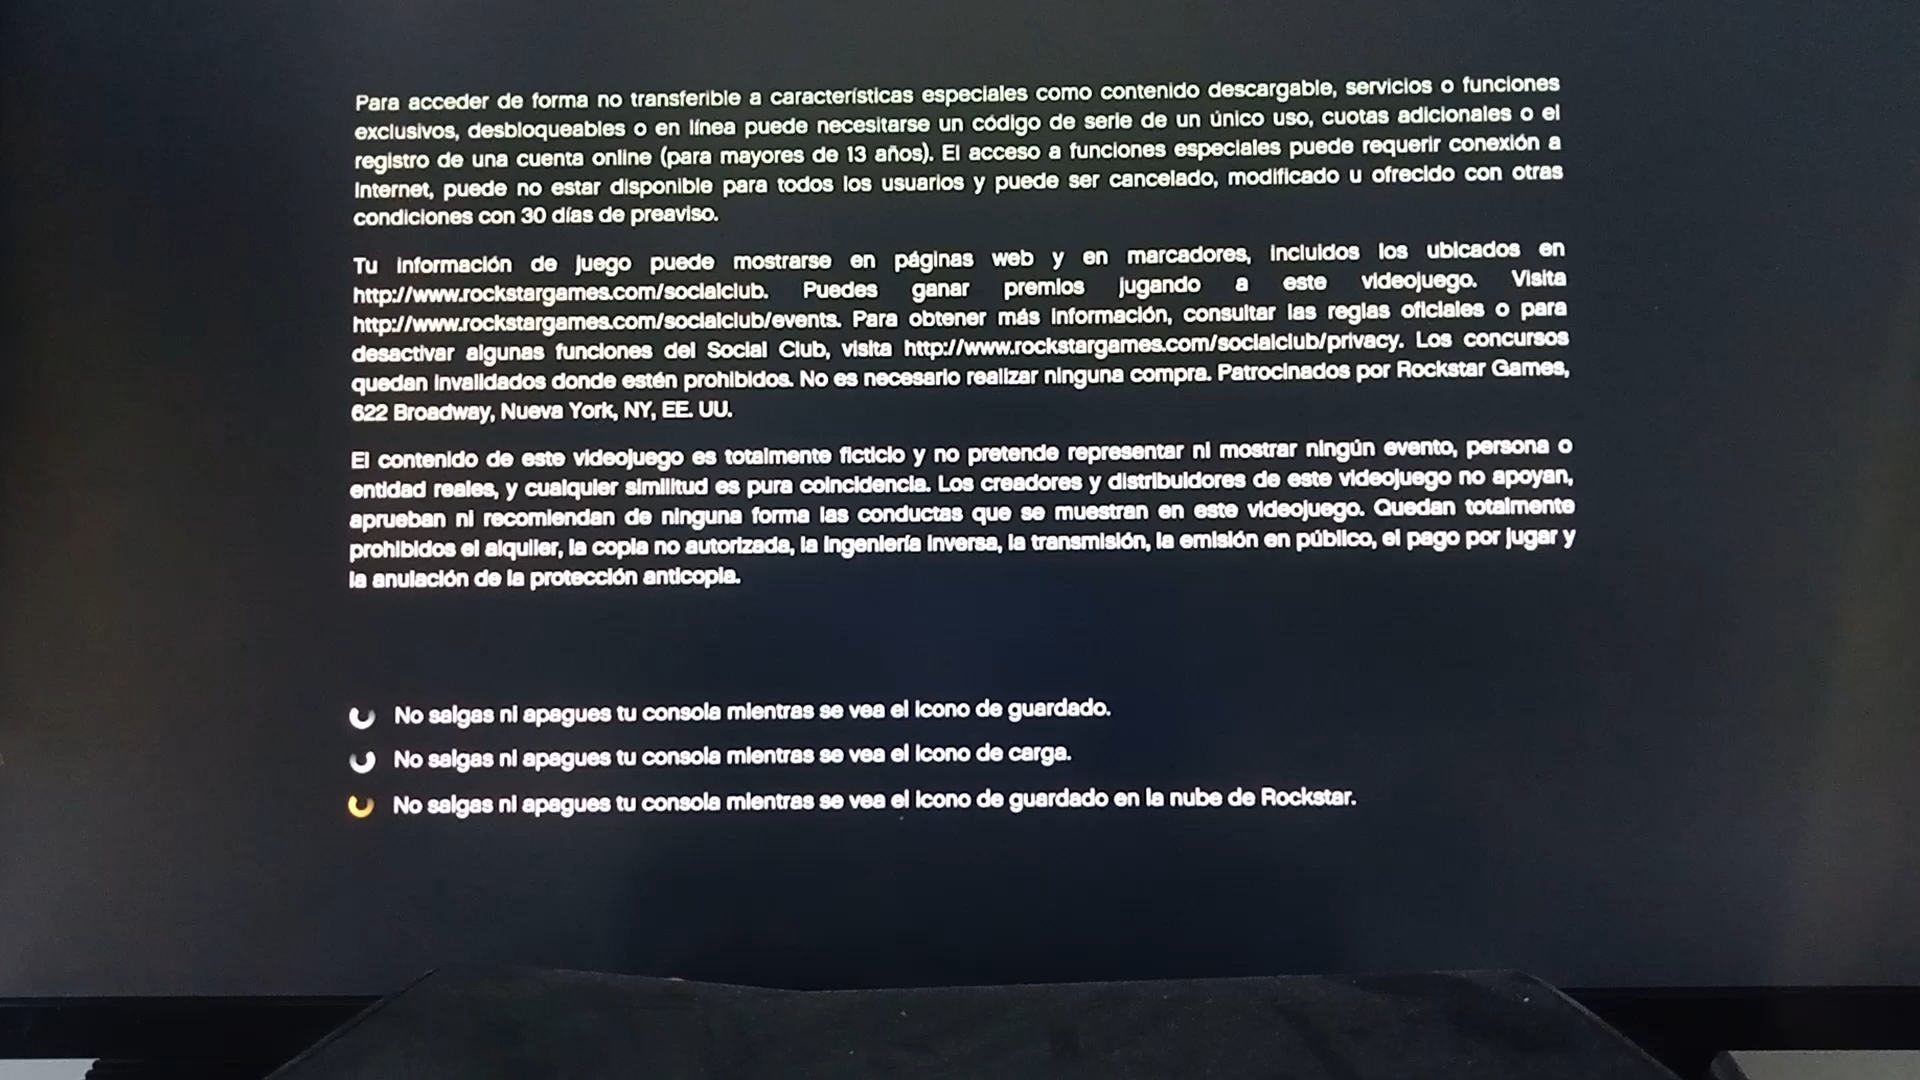 Para acceder de forma no transferible a características especiales como contenido descargable, servicios o funciones
exclusivos, desbloqueables o en línea puede necesitarse un código de serie de un único uso, cuotas adicionales o el
registro de una cuenta online (para mayores de 13 años). El acceso a funciones especiales puede requerir conexión a
Internet, puede no estar disponible para todos los usuarios y puede ser cancelado, modificado u ofrecido con otras
condiciones con 30 días de preaviso.
Tu información de juego puede mostrarse en páginas web y en marcadores, incluidos los ubicados en
http://www.rockstargames.com/socialclub. Puedes ganar premios jugando a este videojuego. Visita
http://www.rockstargames.com/socialclub/events. Para obtener más información, consultar las reglas oficiales o para
desactivar algunas funciones del Social Club, visita http://www.rockstargames.com/socialclub/privacy. Los concursos
quedan invalidados donde estén prohibidos. No es necesario realizar ninguna compra. Patrocinados por Rockstar Games,
622 Broadway, Nueva York, NY, EE. UU.
El contenido de este videojuego es totalmente ficticio y no pretende representar ni mostrar ningún evento, persona o
entidad reales, y cualquier similitud es pura coincidencia. Los creadores y distribuidores de este videojuego no apoyan,
aprueban ni recomiendan de ninguna forma las conductas que se muestran en este videojuego. Quedan totalmente
prohibidos el alquiler, la copia no autorizada, la ingeniería inversa, la transmisión, la emisión en público, el pago por jugar y
la anulación de la protección anticopia.
No salgas ni apagues tu consola mientras se vea el icono de guardado.
No salgas ni apagues tu consola mientras se vea el icono de carga.
No salgas ni apagues tu consola mientras se vea el icono de guardado en la nube de Rockstar.